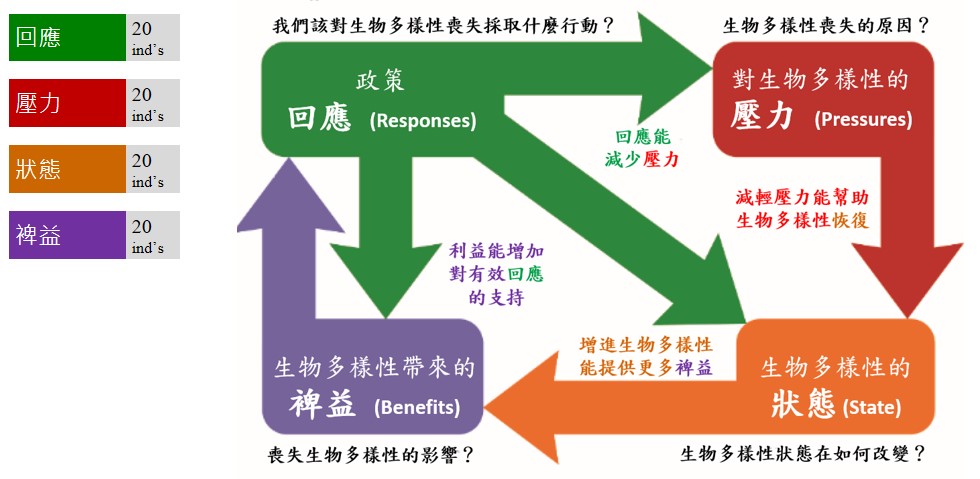 回應
20
ind’s
壓力
20
ind’s
狀態
20
ind’s
裨益
20
ind’s
我們該對生物多樣性喪失採取什麼行動？
生物多樣性喪失的原因？
政策
回應 (Responses)
對生物多樣性的
壓力 (Pressures)
回應能
減少壓力
減輕壓力能幫助
生物多樣性恢復
利益能增加
對有效回應
的支持
增進生物多樣性
能提供更多裨益
生物多樣性帶來的
裨益 (Benefits)
生物多樣性的
狀態(State)
喪失生物多樣性的影響？
生物多樣性狀態在如何改變？